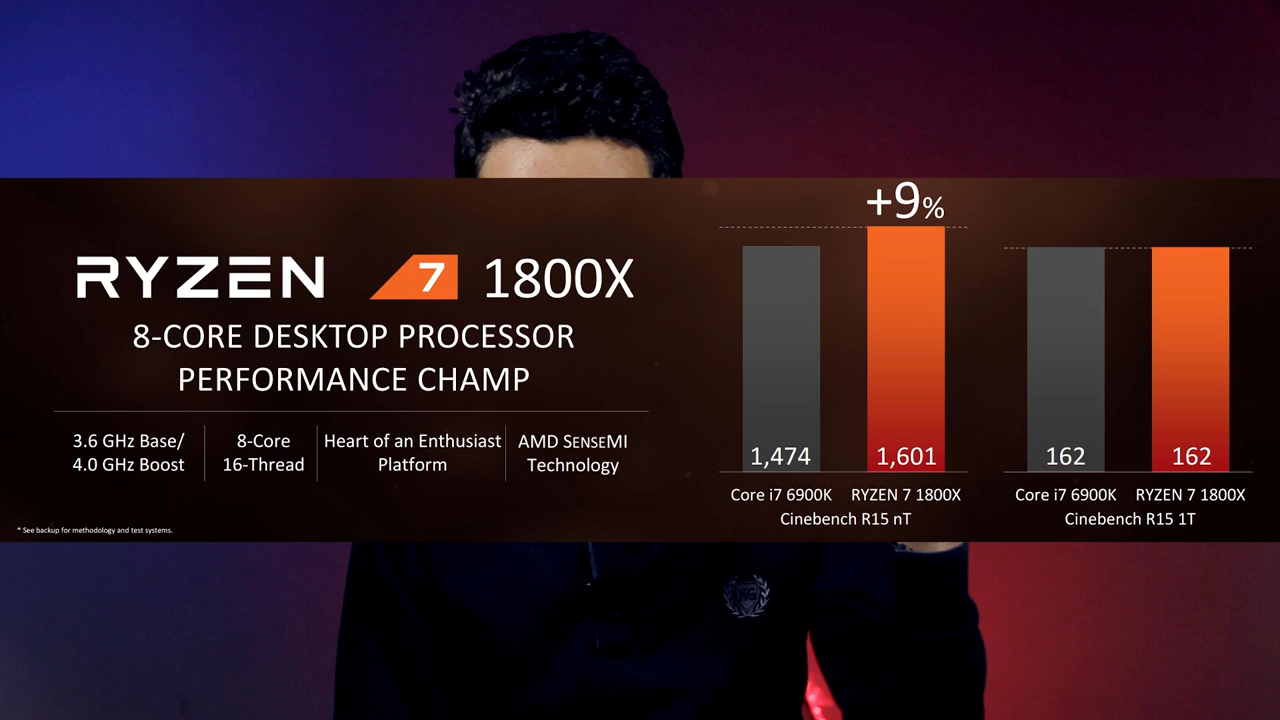 RYZEN 7 1800X
8-CORE DESKTOP PROCESSOR
PERFORMANCE CHAMP
3.6 GHz Base/
4.0 GHz Boost
8-Core
16-Thread
Heart of an Enthusiast
Platform
AMD SENSEMI
Technology
* See backup for methodology and test systems.
+9%
1,474
1,601
Core i7 6900K
RYZEN 7 1800X
Cinebench R15 nT
162
162
Core i7 6900K
RYZEN 7 1800X
Cinebench R15 1T